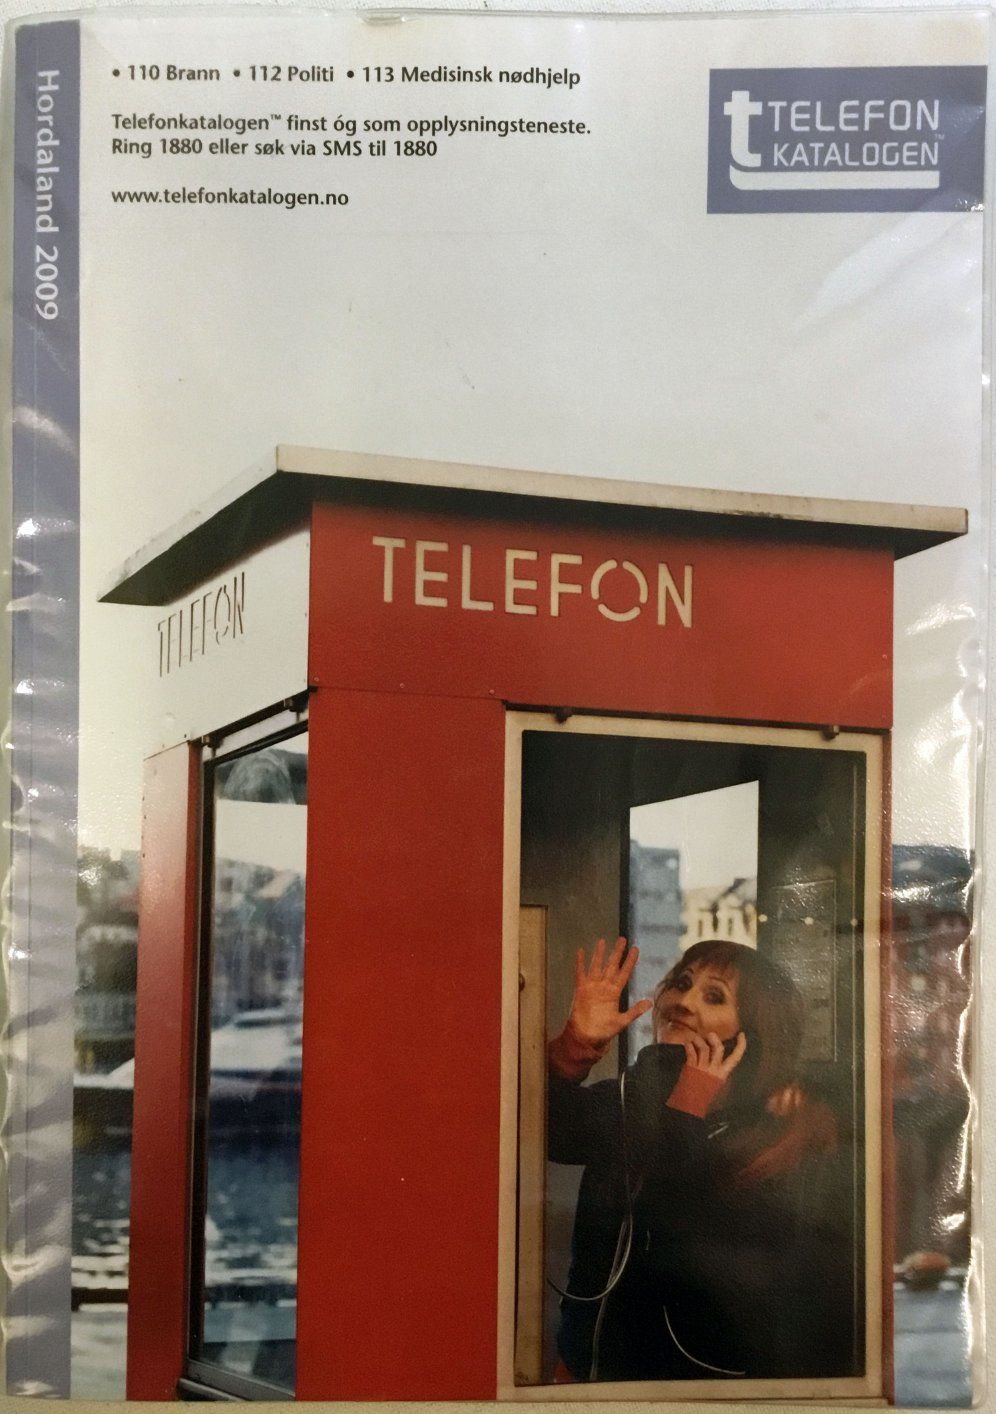 • 110 Brann • 112 Politi • 113 Medisinsk nødhjelp
Telefonkatalogen™ finst óg som opplysningsteneste.
Ring 1880 eller søk via SMS til 1880
www.telefonkatalogen.no
t TELEFON
KATALOGEN™
Hordaland 2009
TELEFON
TELEFON